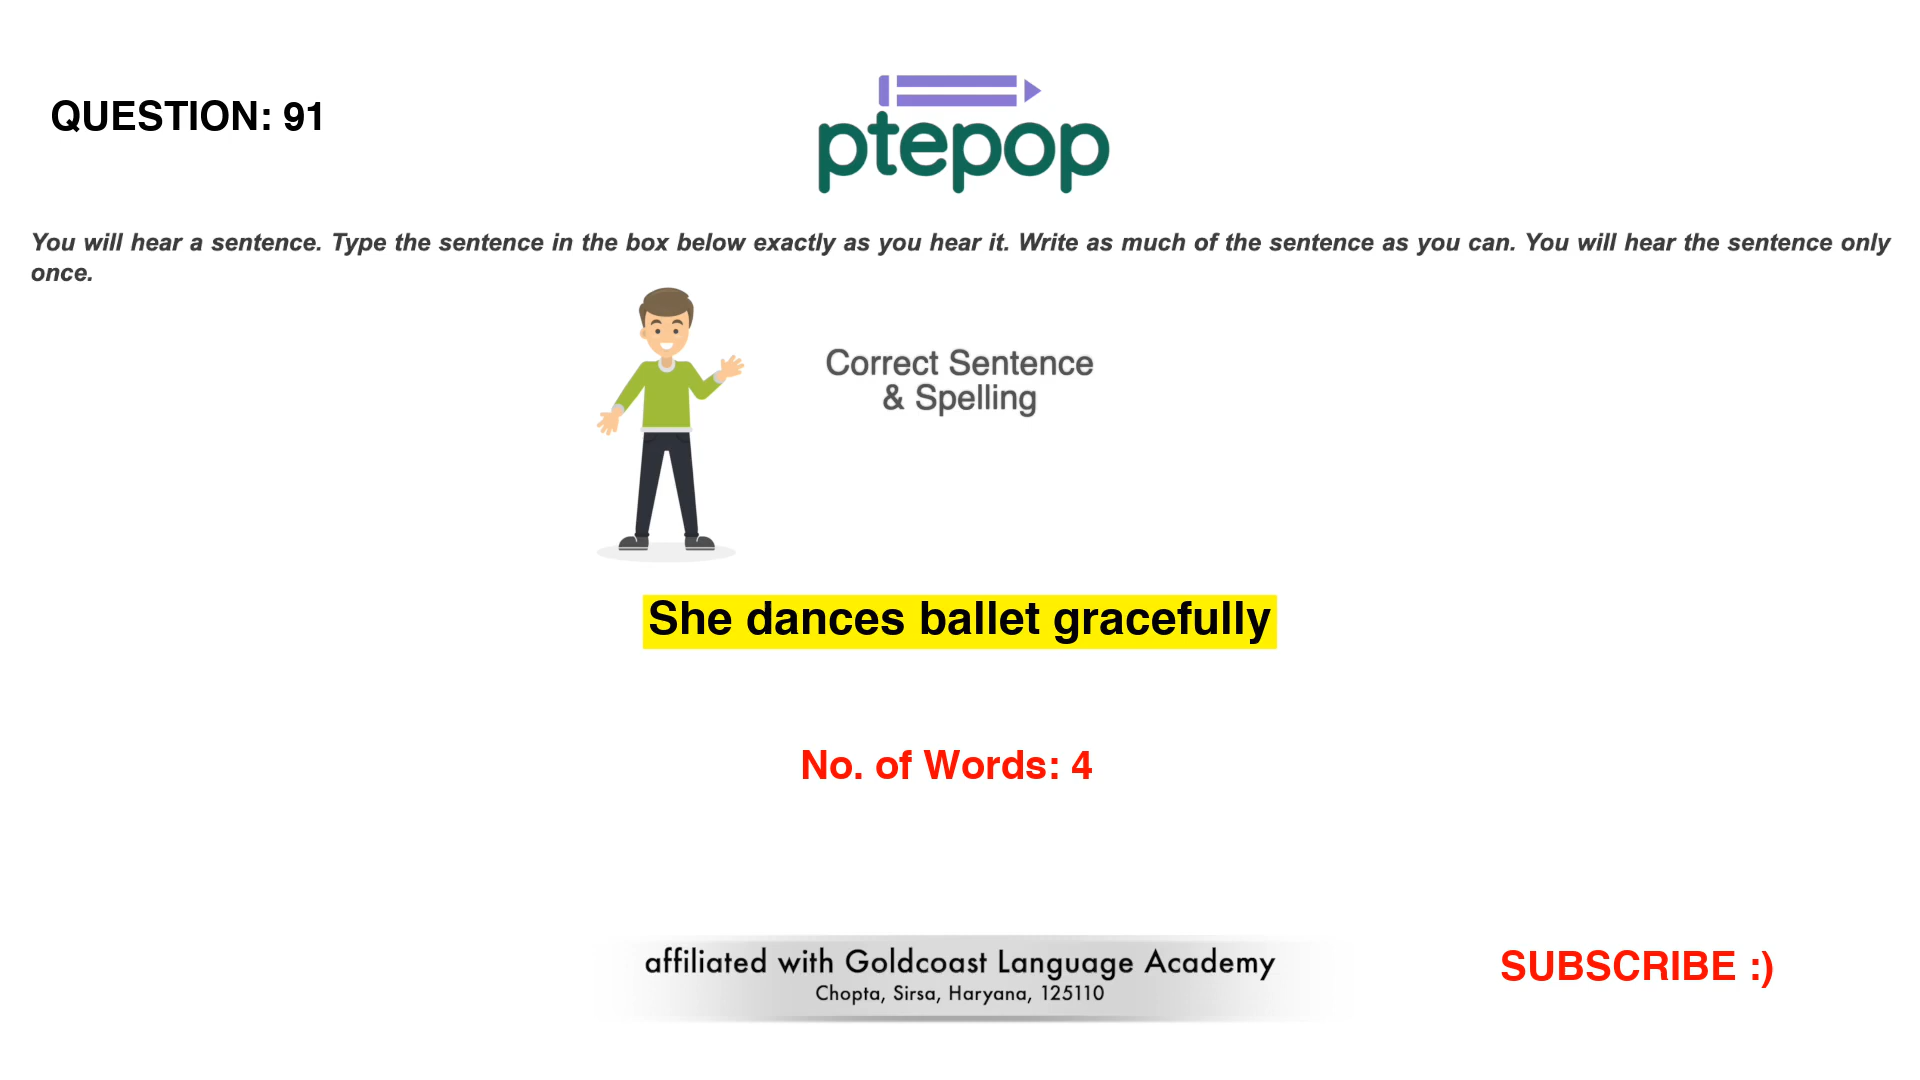 QUESTION: 91
ptepop
You will hear a sentence. Type the sentence in the box below exactly as you hear it. Write as much of the sentence as you can. You will hear the sentence only
once.
Correct Sentence
& Spelling
She dances ballet gracefully
No. of Words: 4
affiliated with Goldcoast Language Academy
Chopta, Sirsa, Haryana, 125110
SUBSCRIBE :)